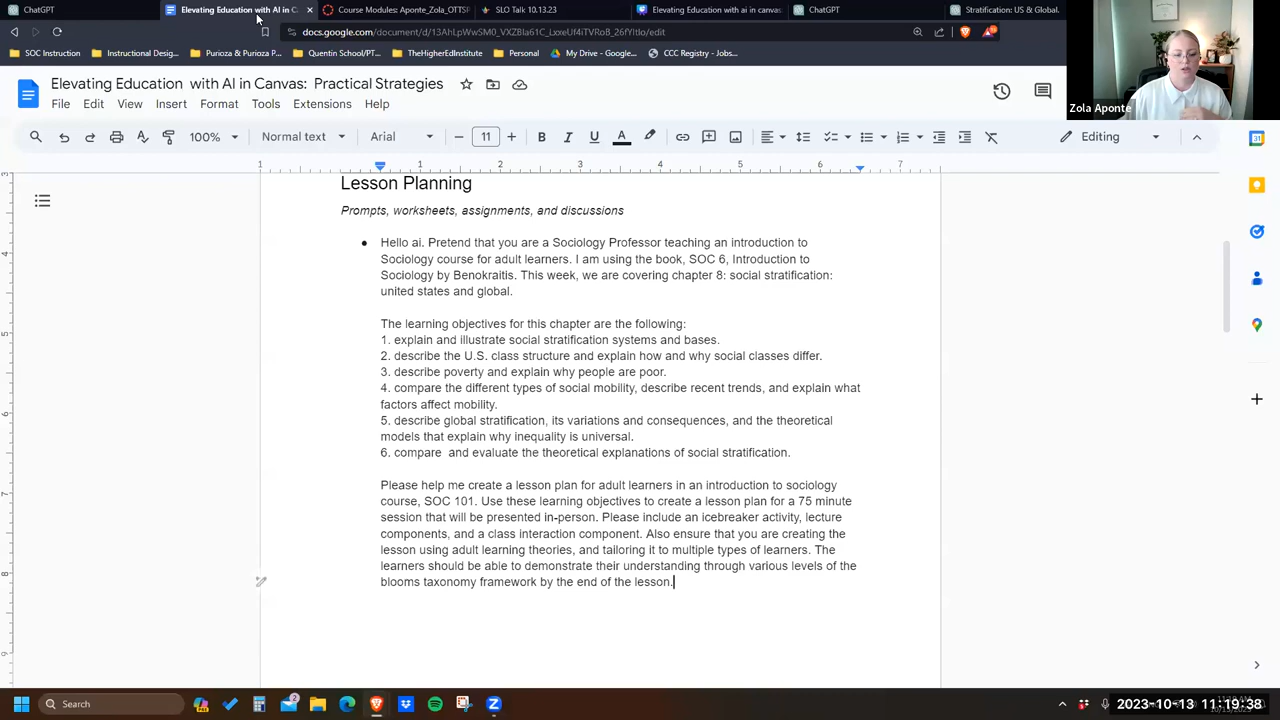 ChatGPT
Elevating Education with AI in C
Course Modules: Aponte_Zola_OTTSP
SLO Talk 10.13.23
Elevating Education with ai in canvas
ChatGPT
Stratification: US & Global.
SOC Instruction
Instructional Desig...
Purioza & Purioza P...
Quentin School/PT...
TheHigherEdInstitute
Personal
My Drive - Google...
CCC Registry - Jobs:
Elevating Education with AI in Canvas: Practical Strategies
File Edit View Insert Format Tools Extensions Help
100% Normal text Arial 11 B I U A Editing
1 1 2 3 4 5 6 7
Lesson Planning
Prompts, worksheets, assignments, and discussions
● Hello ai. Pretend that you are a Sociology Professor teaching an introduction to
Sociology course for adult learners. I am using the book, SOC 6, Introduction to
Sociology by Benokraitis. This week, we are covering chapter 8: social stratification:
united states and global.
The learning objectives for this chapter are the following:
1. explain and illustrate social stratification systems and bases.
2. describe the U.S. class structure and explain how and why social classes differ.
3. describe poverty and explain why people are poor.
4. compare the different types of social mobility, describe recent trends, and explain what
factors affect mobility.
5. describe global stratification, its variations and consequences, and the theoretical
models that explain why inequality is universal.
6. compare  and evaluate the theoretical explanations of social stratification.
Please help me create a lesson plan for adult learners in an introduction to sociology
course, SOC 101. Use these learning objectives to create a lesson plan for a 75 minute
session that will be presented in-person. Please include an icebreaker activity, lecture
components, and a class interaction component. Also ensure that you are creating the
lesson using adult learning theories, and tailoring it to multiple types of learners. The
learners should be able to demonstrate their understanding through various levels of the
blooms taxonomy framework by the end of the lesson.
Zola Aponte
Search
2023-10-13 11:19:38